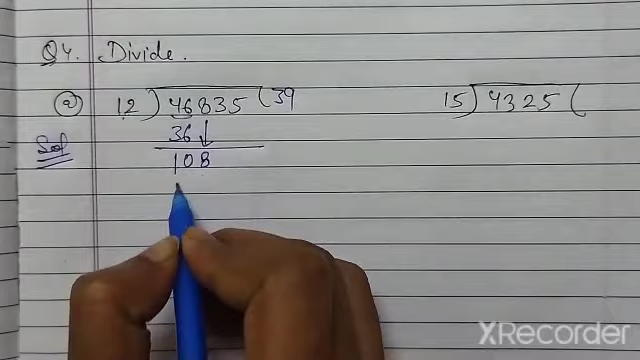 Q4. Divide.
(a) 12 ) 46835 ( 39
15 ) 4325 (
Sol 36 ↓
108
XRecorder